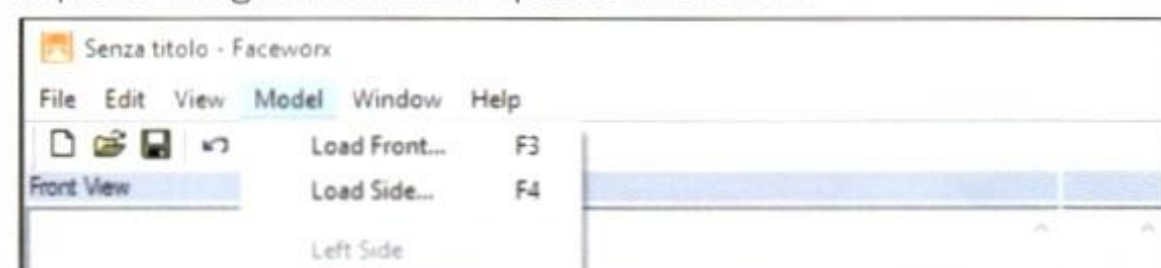 Senza titolo - Faceworx
File Edit View Model Window Help
Load Front... F3
Front View
Load Side... F4
Left Side